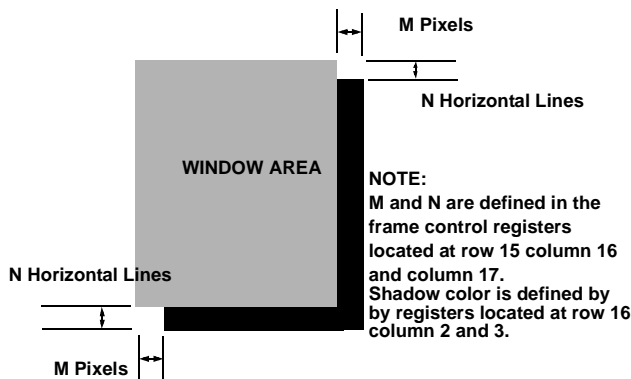 M Pixels
N Horizontal Lines
WINDOW AREA
NOTE:
M and N are defined in the
frame control registers
located at row 15 column 16
and column 17.
Shadow color is defined by
by registers located at row 16
column 2 and 3.
N Horizontal Lines
M Pixels